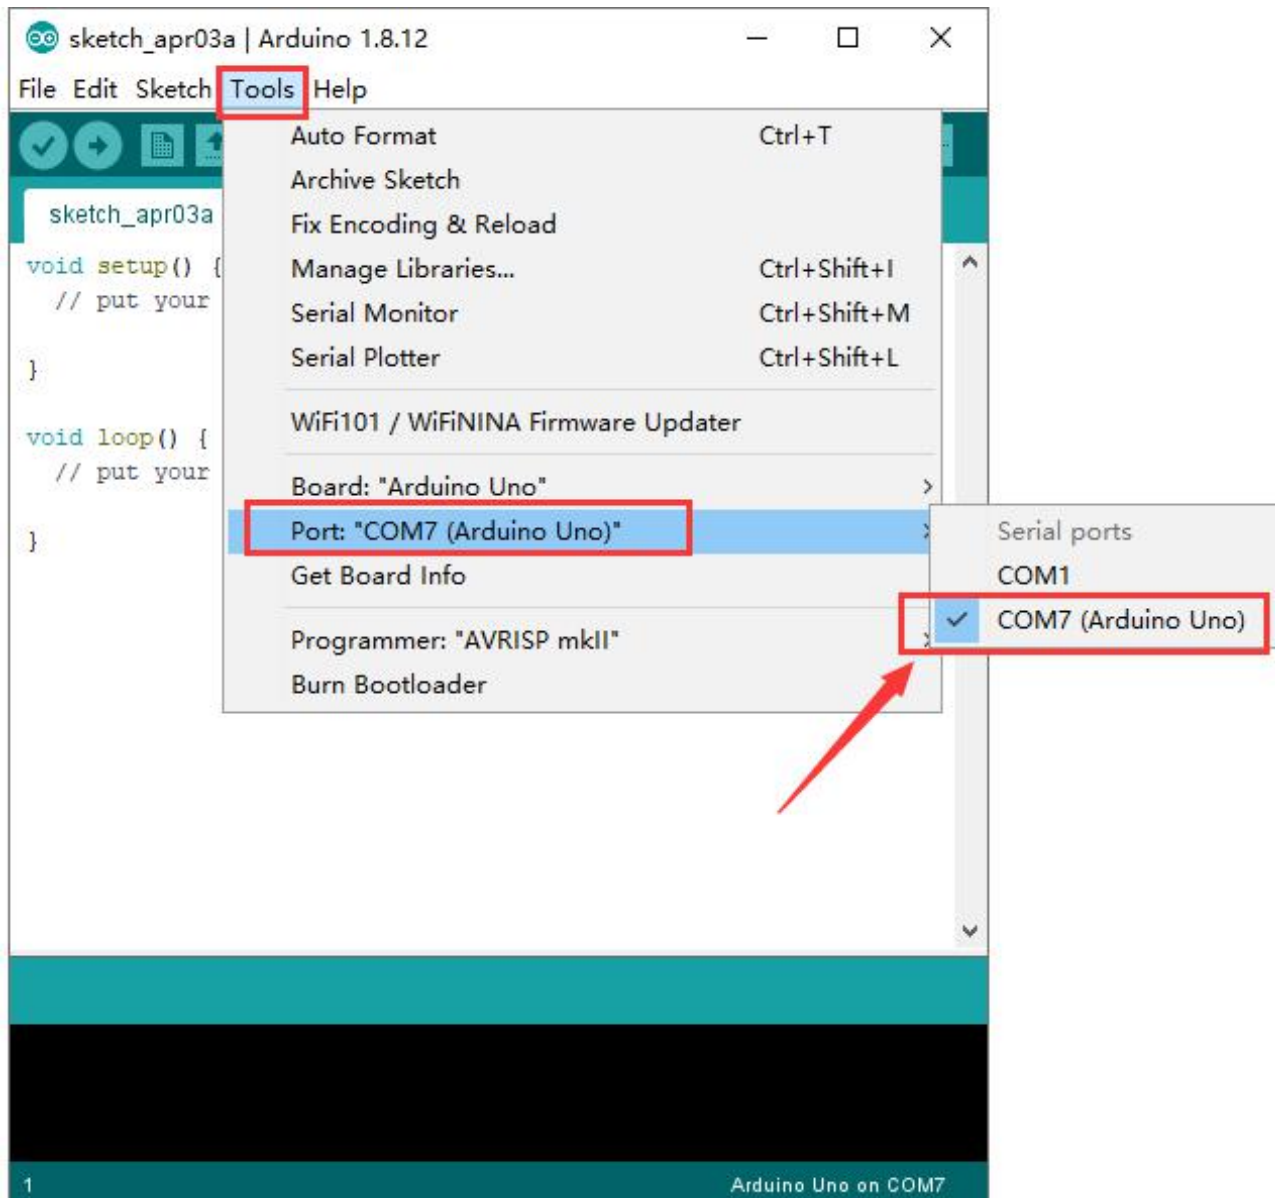 sketch_apr03a | Arduino 1.8.12
File Edit Sketch Tools Help
Auto Format Ctrl+T
Archive Sketch
Fix Encoding & Reload
Manage Libraries... Ctrl+Shift+I
Serial Monitor Ctrl+Shift+M
Serial Plotter Ctrl+Shift+L
WiFi101 / WiFiNINA Firmware Updater
Board: "Arduino Uno"
Port: "COM7 (Arduino Uno)"
Get Board Info
Programmer: "AVRISP mkII"
Burn Bootloader
Serial ports
COM1
COM7 (Arduino Uno)
sketch_apr03a
void setup() {
// put your
}
void loop() {
// put your
}
1 Arduino Uno on COM7